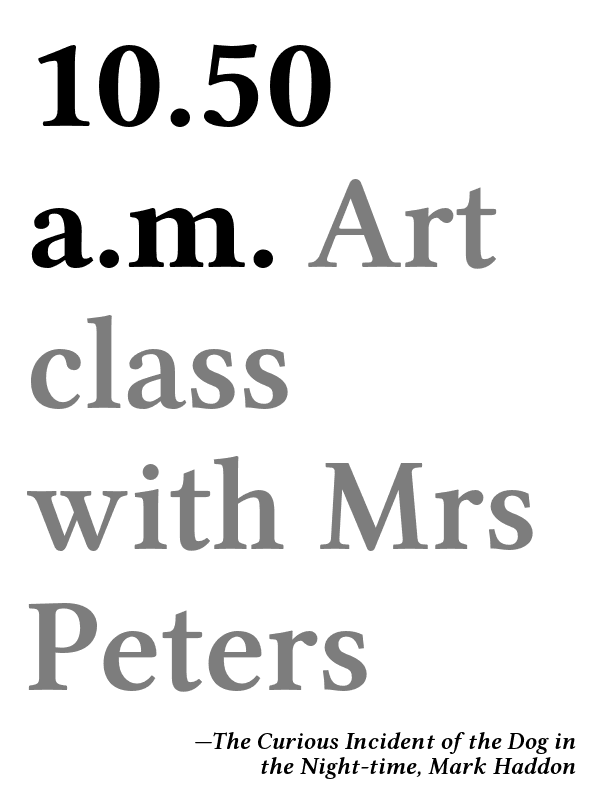 10.50
a.m. Art
class
with Mrs
Peters
—The Curious Incident of the Dog in
the Night-time, Mark Haddon